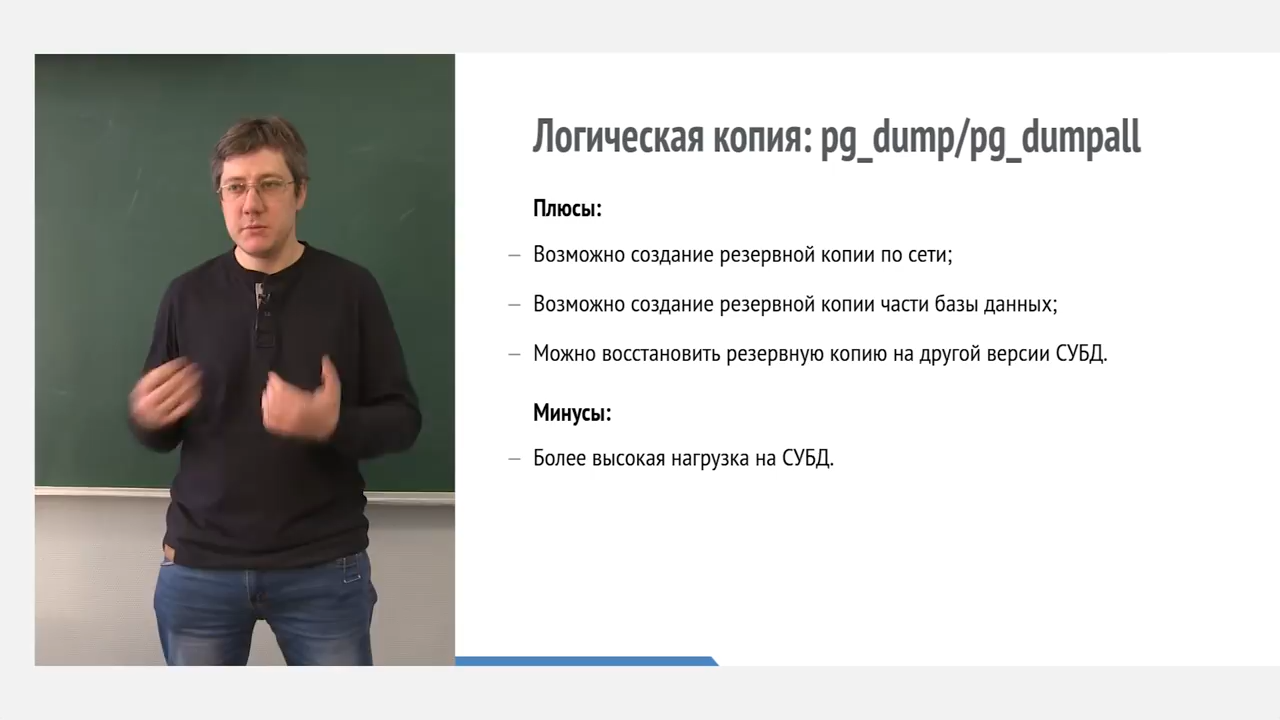 Логическая копия: pg_dump/pg_dumpall
Плюсы:
– Возможно создание резервной копии по сети;
– Возможно создание резервной копии части базы данных;
– Можно восстановить резервную копию на другой версии СУБД.
Минусы:
– Более высокая нагрузка на СУБД.